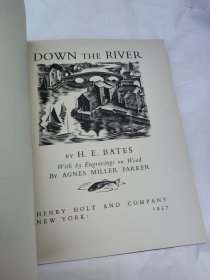 DOWN THE RIVER
BY H. E. BATES
With 83 Engravings on Wood
BY AGNES MILLER PARKER
HENRY HOLT AND COMPANY
NEW YORK: 1937